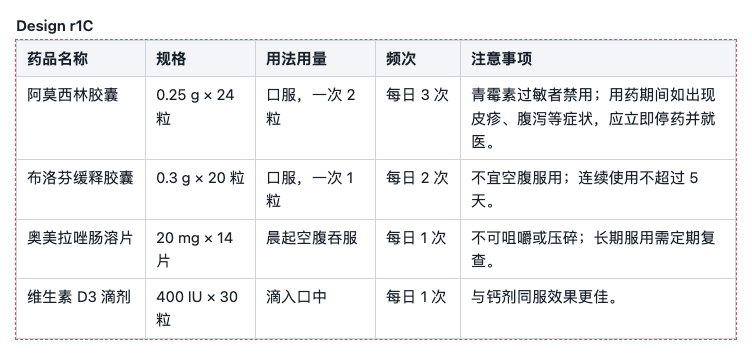 Design r1C
药品名称 规格 用法用量 频次 注意事项
阿莫西林胶囊 0.25 g × 24 口服，一次 2 每日 3 次 青霉素过敏者禁用；用药期间如出现
粒 粒 皮疹、腹泻等症状，应立即停药并就
医。
布洛芬缓释胶囊 0.3 g × 20 粒 口服，一次 1 每日 2 次 不宜空腹服用；连续使用不超过 5
粒 天。
奥美拉唑肠溶片 20 mg × 14 晨起空腹吞服 每日 1 次 不可咀嚼或压碎；长期服用需定期复
片 查。
维生素 D3 滴剂 400 IU × 30 滴入口中 每日 1 次 与钙剂同服效果更佳。
粒